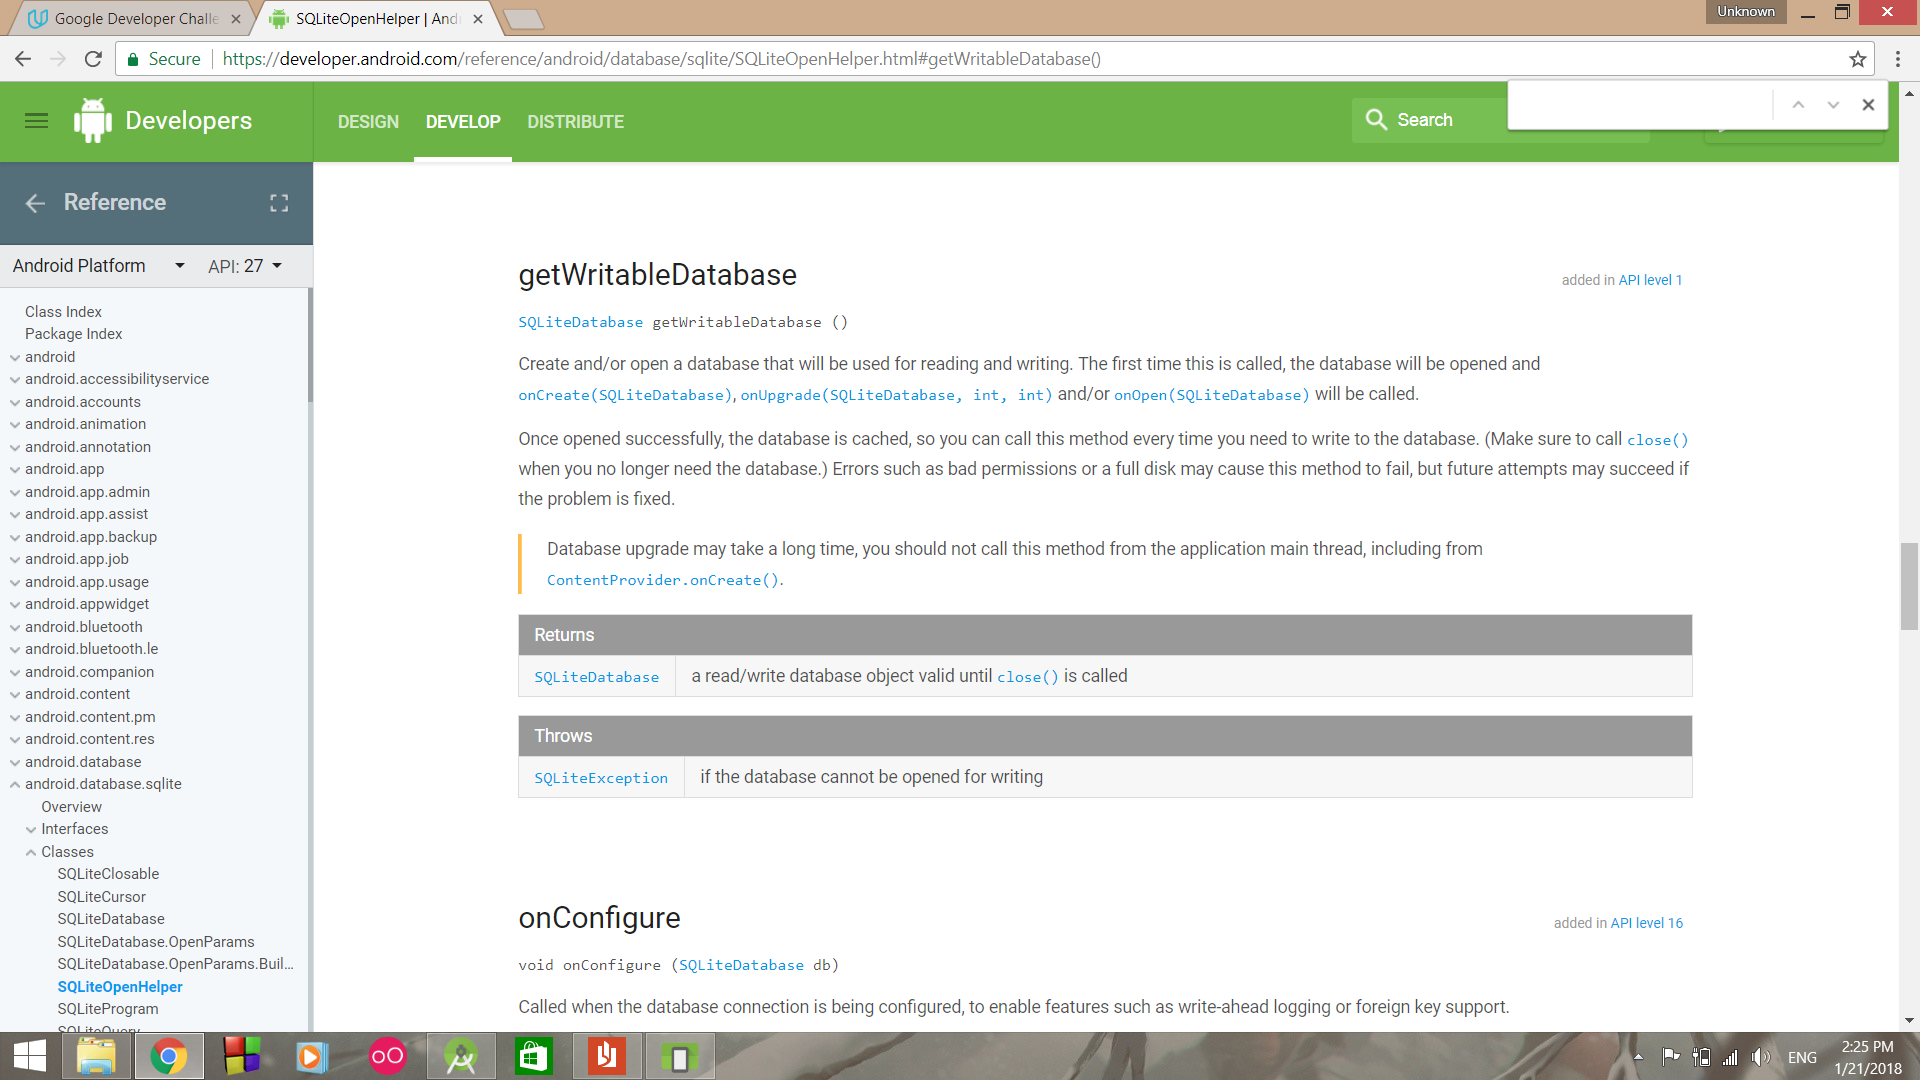 Google Developer Challe
SQLiteOpenHelper | And
Unknown
Secure
https://developer.android.com/reference/android/database/sqlite/SQLiteOpenHelper.html#getWritableDatabase()
Developers
DESIGN
DEVELOP
DISTRIBUTE
Search
Reference
Android Platform
API: 27
Class Index
Package Index
android
android.accessibilityservice
android.accounts
android.animation
android.annotation
android.app
android.app.admin
android.app.assist
android.app.backup
android.app.job
android.app.usage
android.appwidget
android.bluetooth
android.bluetooth.le
android.companion
android.content
android.content.pm
android.content.res
android.database
android.database.sqlite
Overview
Interfaces
Classes
SQLiteClosable
SQLiteCursor
SQLiteDatabase
SQLiteDatabase.OpenParams
SQLiteDatabase.OpenParams.Buil...
SQLiteOpenHelper
SQLiteProgram
SQLiteQuery
getWritableDatabase
added in API level 1
SQLiteDatabase getWritableDatabase ()
Create and/or open a database that will be used for reading and writing. The first time this is called, the database will be opened and
onCreate(SQLiteDatabase), onUpgrade(SQLiteDatabase, int, int) and/or onOpen(SQLiteDatabase) will be called.
Once opened successfully, the database is cached, so you can call this method every time you need to write to the database. (Make sure to call close()
when you no longer need the database.) Errors such as bad permissions or a full disk may cause this method to fail, but future attempts may succeed if
the problem is fixed.
Database upgrade may take a long time, you should not call this method from the application main thread, including from
ContentProvider.onCreate().
Returns
SQLiteDatabase
a read/write database object valid until close() is called
Throws
SQLiteException
if the database cannot be opened for writing
onConfigure
added in API level 16
void onConfigure (SQLiteDatabase db)
Called when the database connection is being configured, to enable features such as write-ahead logging or foreign key support.
ENG
2:25 PM
1/21/2018